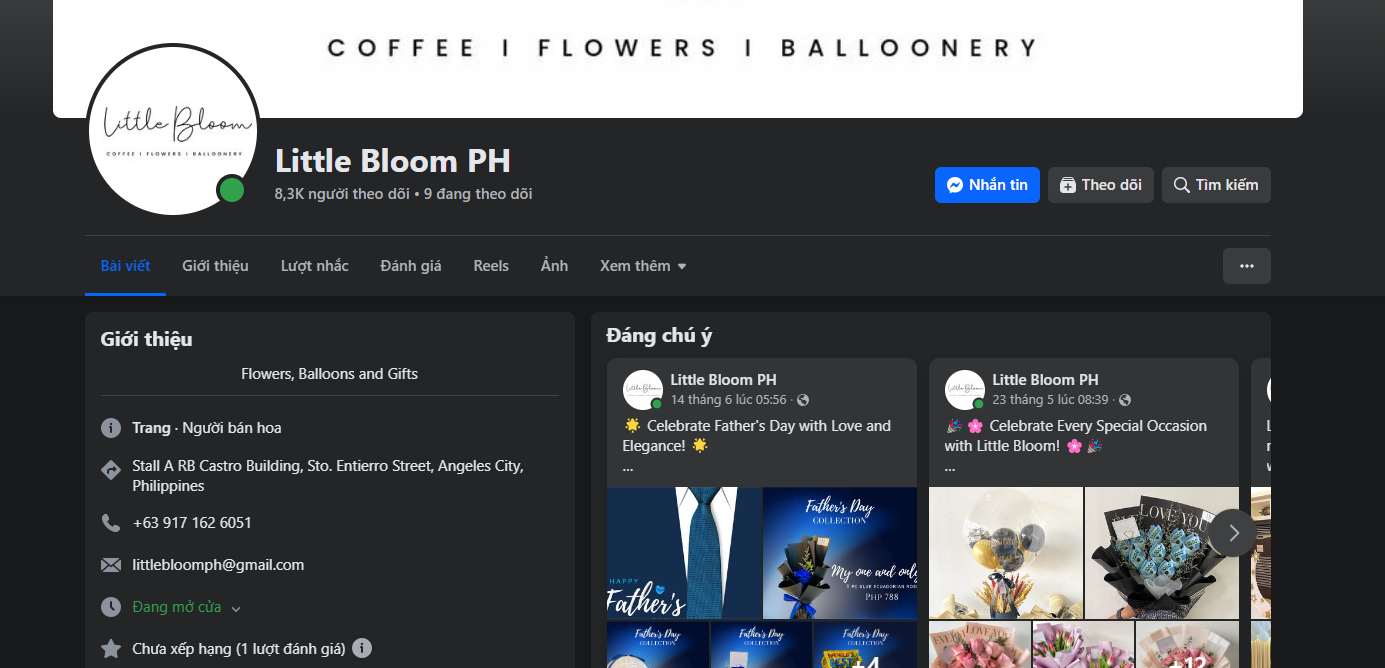 COFFEE | FLOWERS | BALLOONERY
Little Bloom
COFFEE | FLOWERS | BALLOONERY
Little Bloom PH
8,3K người theo dõi • 9 đang theo dõi
Nhắn tin
Theo dõi
Tìm kiếm
Bài viết
Giới thiệu
Lượt nhắc
Đánh giá
Reels
Ảnh
Xem thêm
Giới thiệu
Flowers, Balloons and Gifts
Trang · Người bán hoa
Stall A RB Castro Building, Sto. Entierro Street, Angeles City,
Philippines
+63 917 162 6051
littlebloomph@gmail.com
Đang mở cửa
Chưa xếp hạng (1 lượt đánh giá)
Đáng chú ý
Little Bloom PH
14 tháng 6 lúc 05:56 ·
🌟 Celebrate Father's Day with Love and
Elegance! 🌟
...
HAPPY
Father's
Father's Day
COLLECTION
My one and only
PHP 788
Father's Day
COLLECTION
Father's Day
COLLECTION
Father's Day
COLLECTION
+4
Little Bloom PH
23 tháng 5 lúc 08:39 ·
🎉 🌸 Celebrate Every Special Occasion
with Little Bloom! 🌸 🎉
...
LOVE YOU
+12